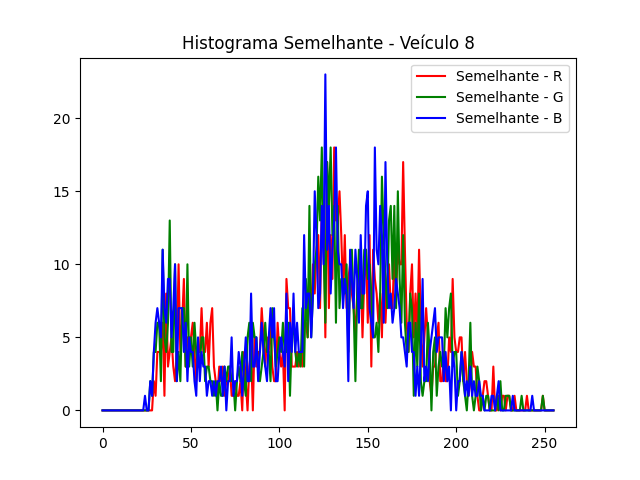 Histograma Semelhante - Veículo 8
Semelhante - R
Semelhante - G
Semelhante - B
20
15
10
5
0
0 50 100 150 200 250